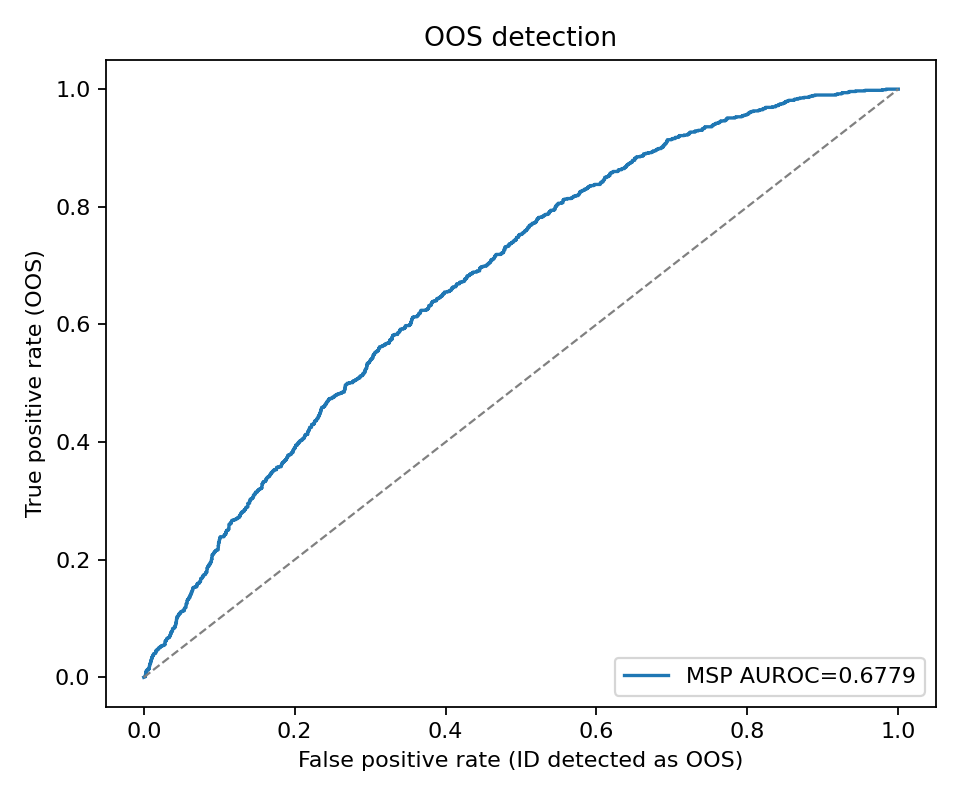 OOS detection
1.0
0.8
0.6
0.4
0.2
0.0
True positive rate (OOS)
MSP AUROC=0.6779
0.0 0.2 0.4 0.6 0.8 1.0
False positive rate (ID detected as OOS)